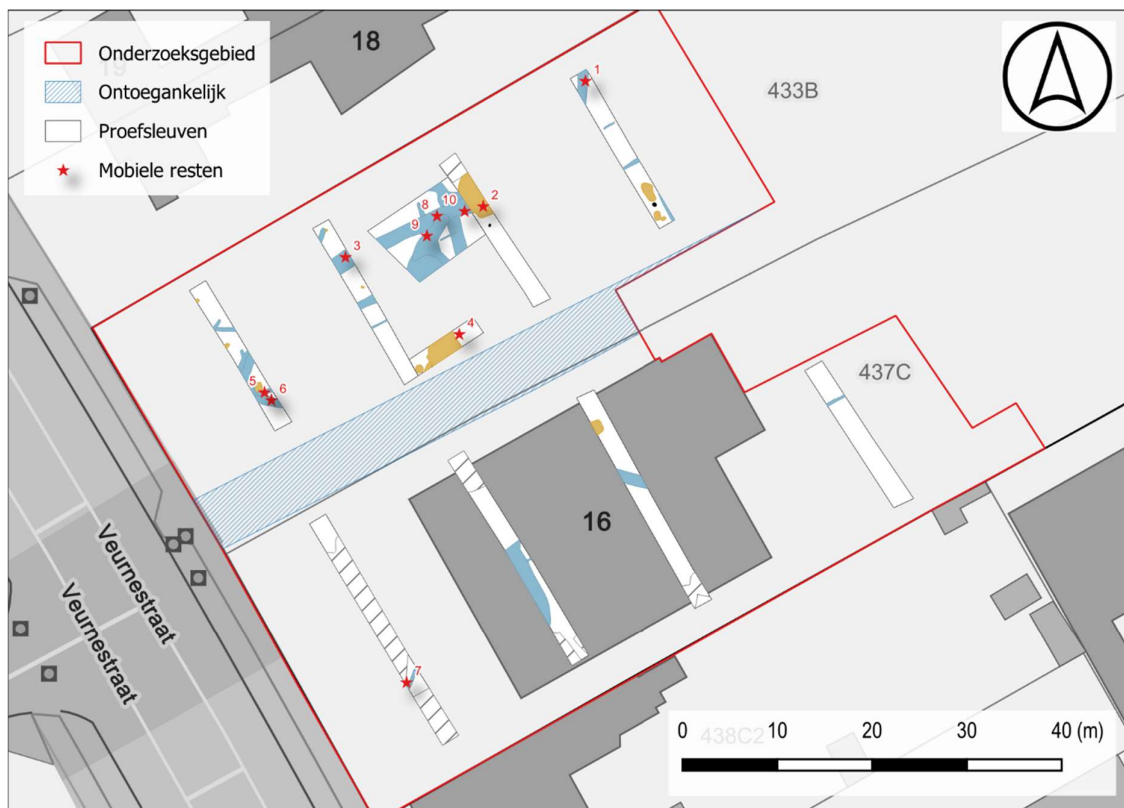 18
19
Onderzoeksgebied
Ontoegankelijk
Proefsleuven
Mobiele resten
1
433B
8
10
2
9
3
4
5
6
437C
16
Veurnestraat
Veurnestraat
7
0 10 20 30 40 (m)
438C2